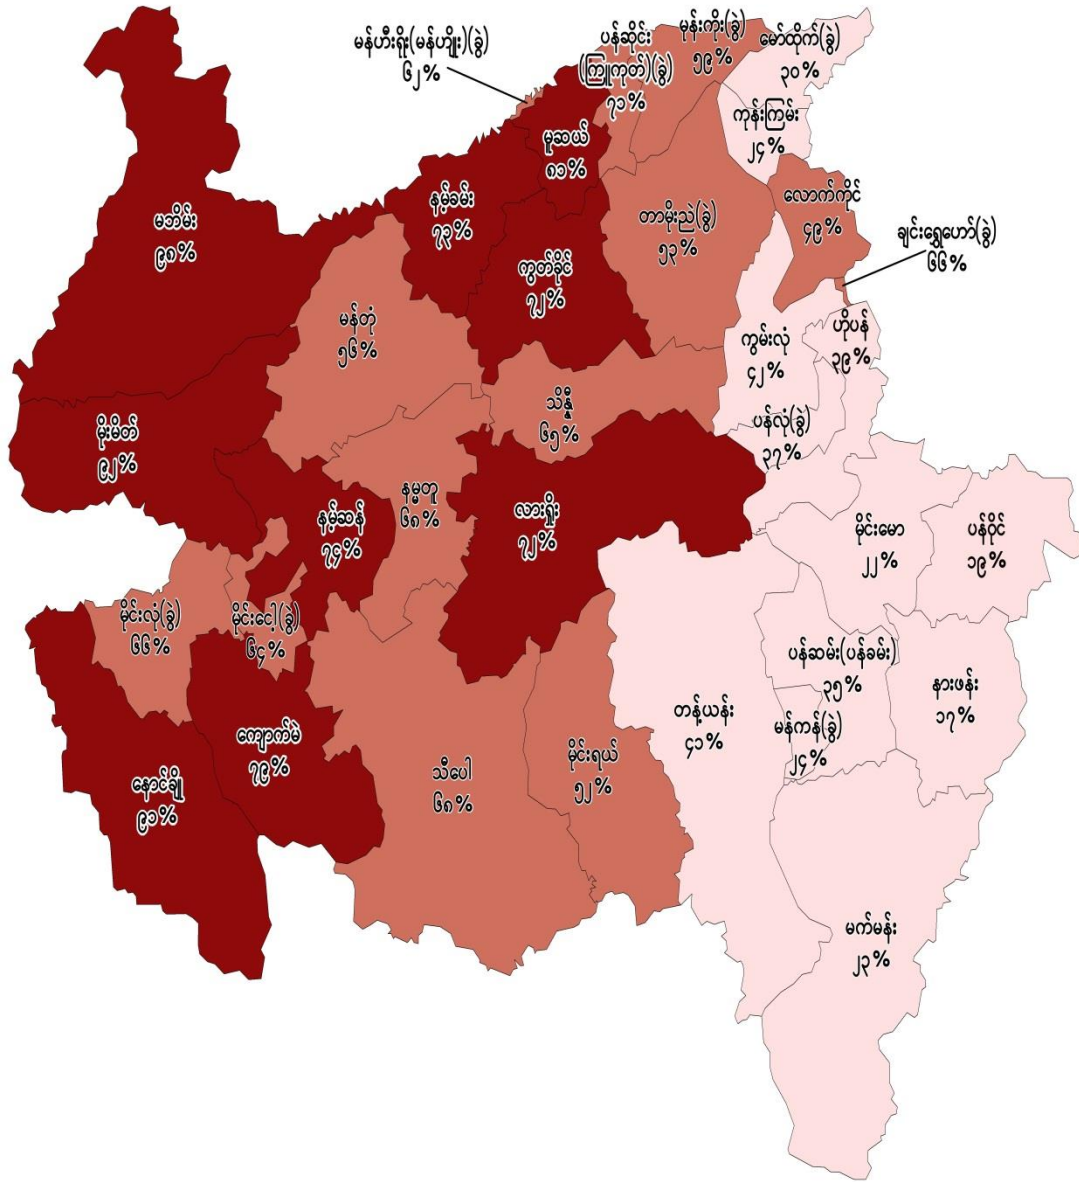 မန်ဟီးရိုး(မန်ဟျိုး)(ခွဲ)
၆၂%
ပန်ဆိုင်း
(ကြူကုတ်)(ခွဲ)
၇၁%
မုန်းကိုး(ခွဲ)
၅၉%
မော်ထိုက်(ခွဲ)
၃၀%
ကုန်းကြမ်း
၂၄%
မူဆယ်
၈၁%
နမ့်ခမ်း
၇၃%
မဘိမ်း
၉၈%
တာမိုးညဲ(ခွဲ)
၅၃%
လောက်ကိုင်
၄၉%
ချင်းရွှေဟော်(ခွဲ)
၆၆%
ကွတ်ခိုင်
၇၂%
မန်တုံ
၅၆%
ကွမ်းလုံ
၄၂%
ဟိုပန်
၃၉%
သိန္နီ
၆၅%
ပန်လုံ(ခွဲ)
၃၇%
မိုးမိတ်
၉၂%
နမ္မတူ
၆၈%
နမ့်ဆန်
၇၄%
လားရှိုး
၇၂%
မိုင်းမော
၂၂%
ပန်ဝိုင်
၁၉%
မိုင်းလုံ(ခွဲ)
၆၆%
မိုင်းငေါ့(ခွဲ)
၆၄%
ပန်ဆမ်း(ပန်ခမ်း)
၃၅%
နားဖန်း
၁၇%
တန့်ယန်း
၄၁%
မန်ကန်(ခွဲ)
၂၄%
ကျောက်မဲ
၇၉%
သီပေါ
၆၈%
မိုင်းရယ်
၅၂%
နောင်ချို
၉၁%
မက်မန်း
၂၃%